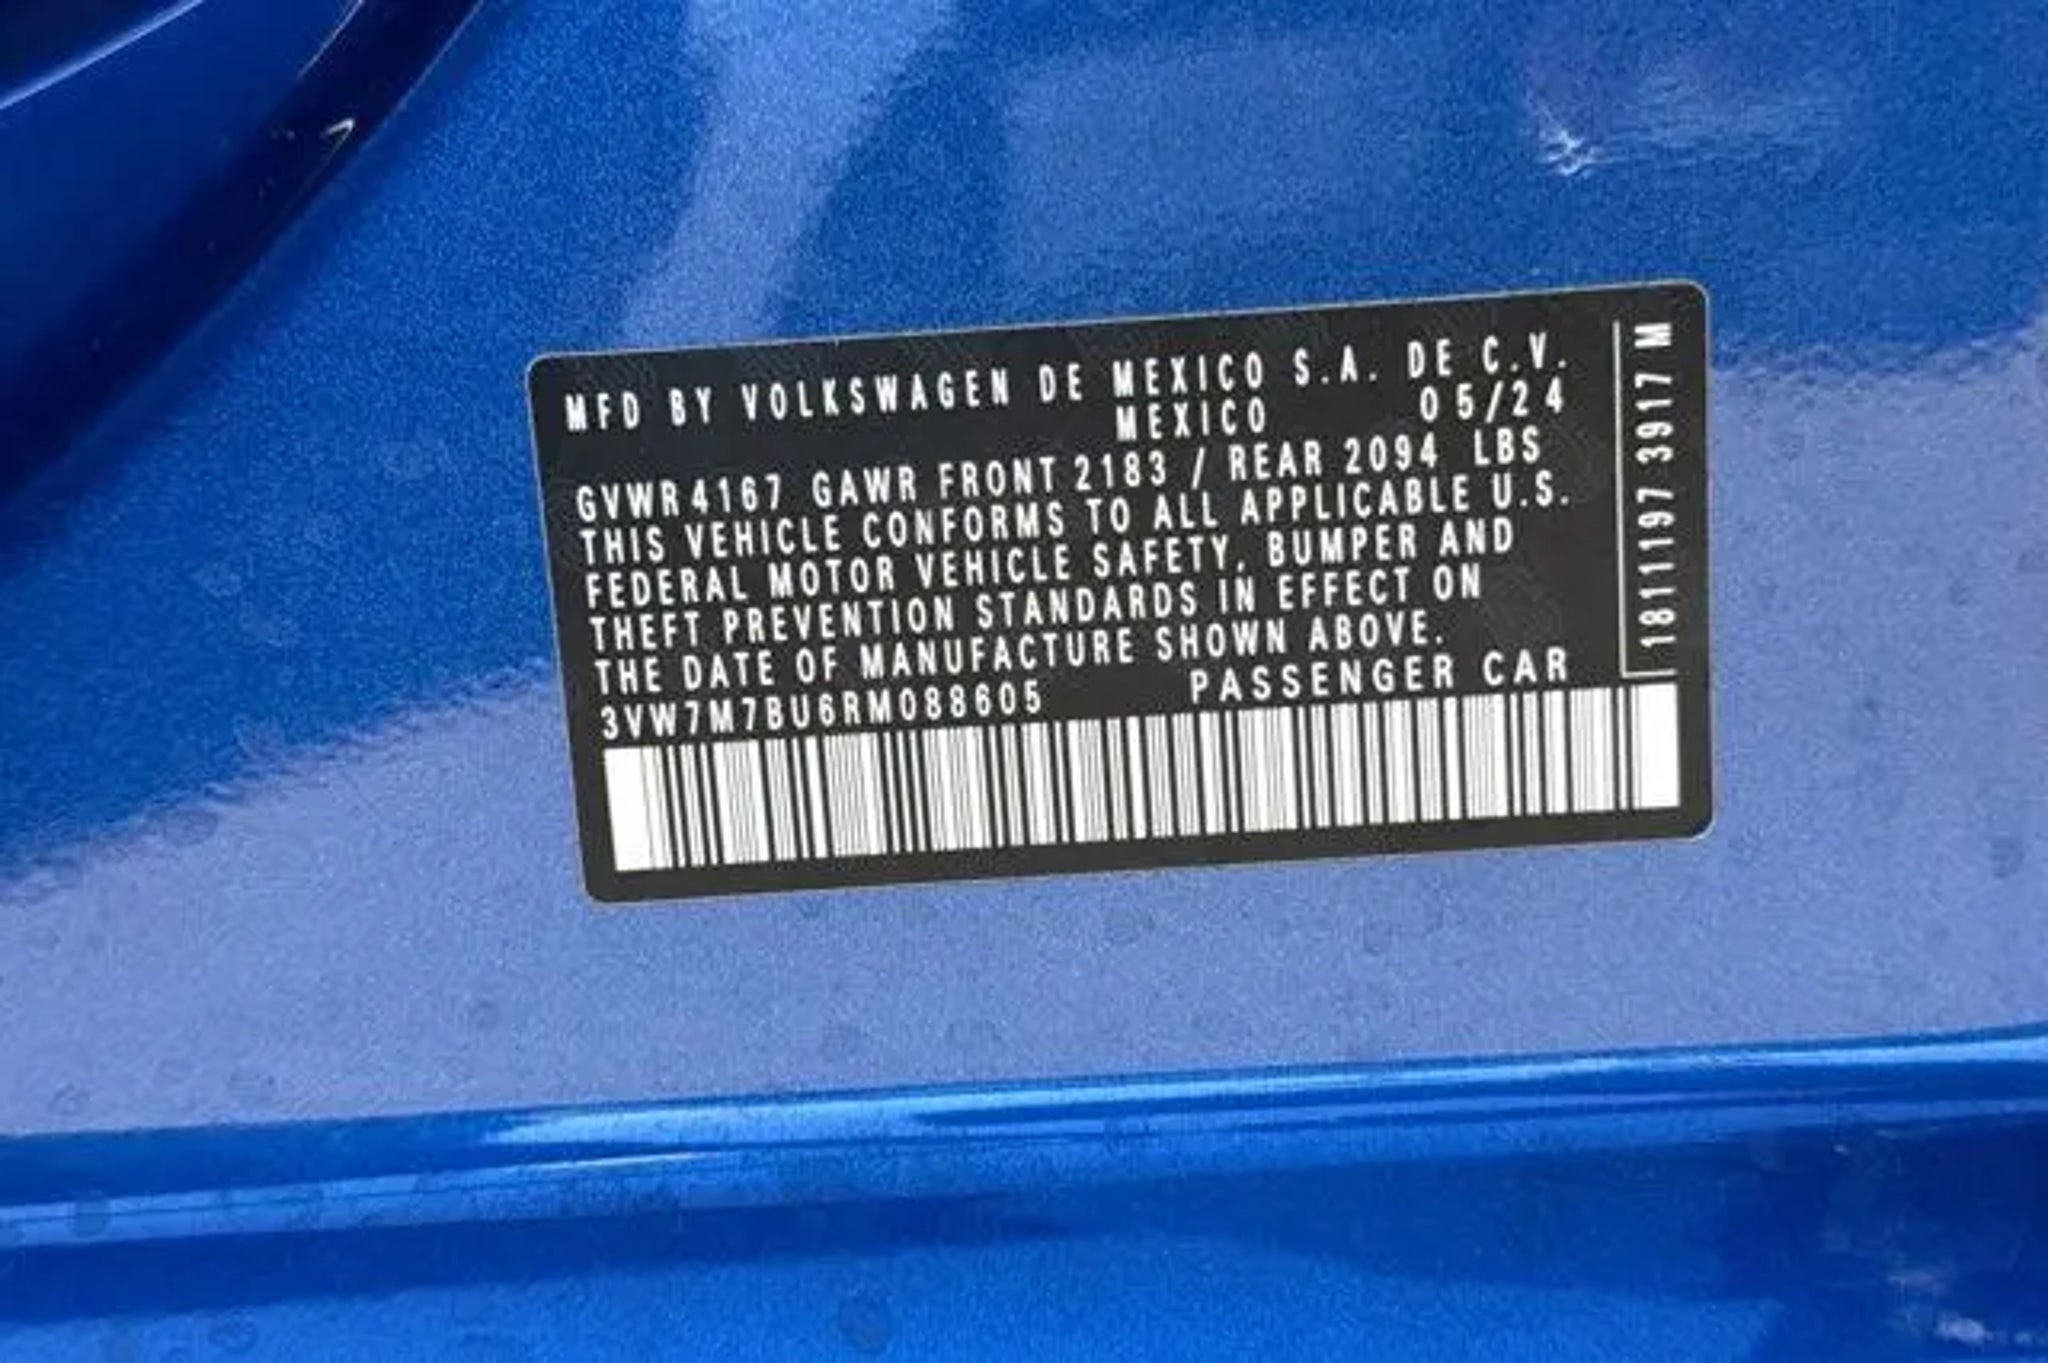 MFD BY VOLKSWAGEN DE MEXICO S.A. DE C.V.
MEXICO 05/24
GVWR 4167 GAWR FRONT 2183 / REAR 2094 LBS
THIS VEHICLE CONFORMS TO ALL APPLICABLE U.S.
FEDERAL MOTOR VEHICLE SAFETY, BUMPER AND
THEFT PREVENTION STANDARDS IN EFFECT ON
THE DATE OF MANUFACTURE SHOWN ABOVE.
3VW7M7BU6RM088605 PASSENGER CAR
1811197 3917 M